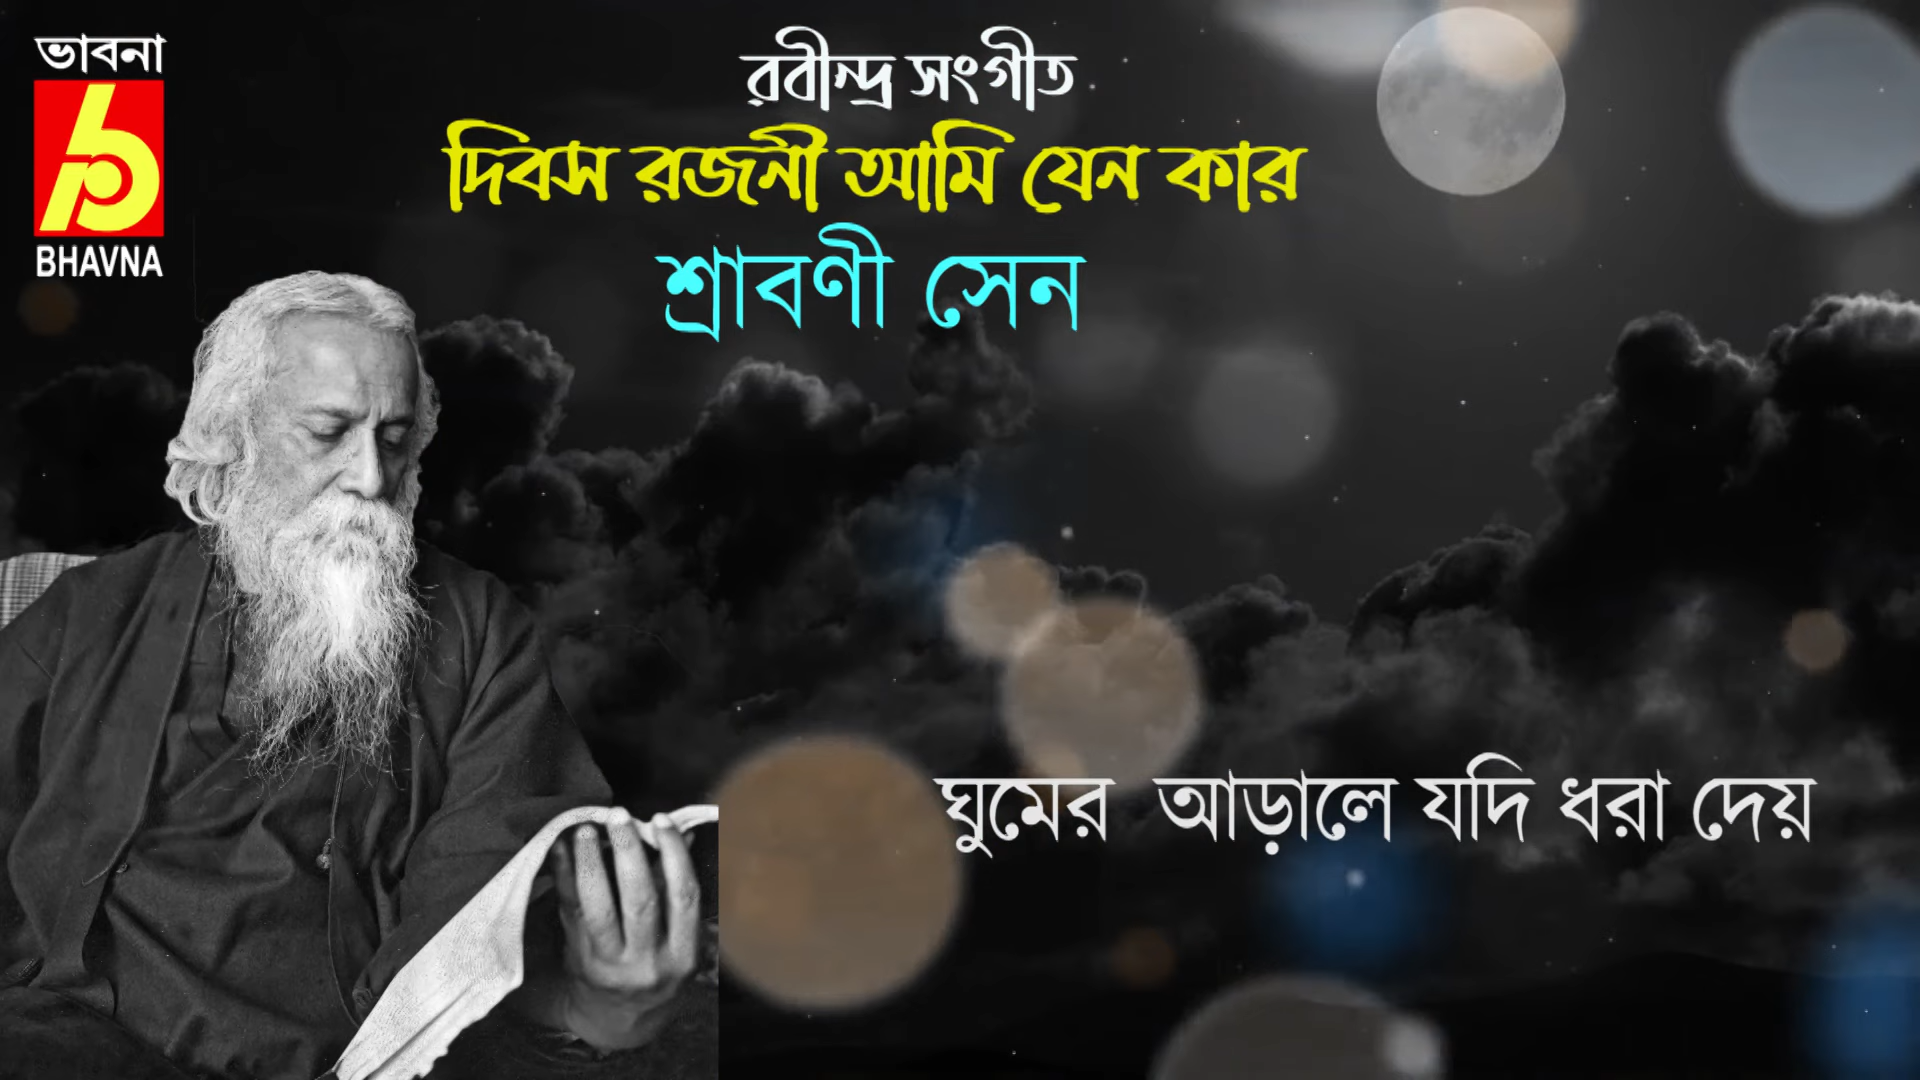 ভাবনা
BHAVNA
রবীন্দ্র সংগীত
দিবস রজনী আমি যেন কার
শ্রাবণী সেন
ঘুমের আড়ালে যদি ধরা দেয়